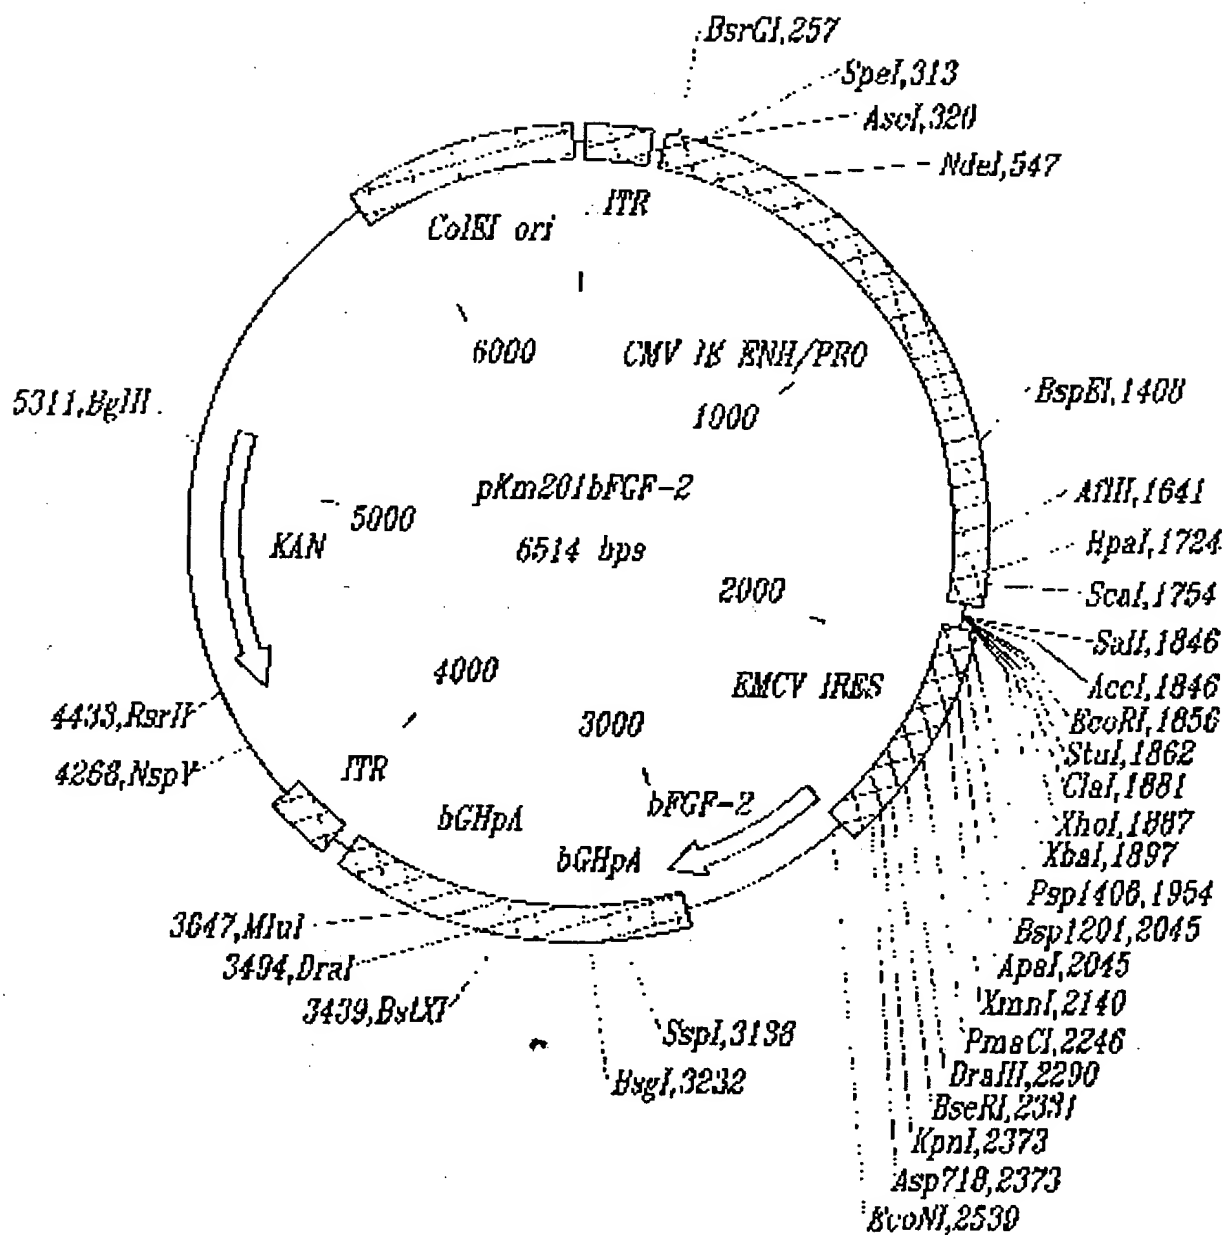 BsrGI,257
SpeI,313
AscI,320
NdeI,547
ITR
ColEI ori
6000
CMV IE ENH/PRO
1000
5311,BglII
BspEI,1408
pKm201bFGF-2
5000
KAN
6514 bps
AflII,1641
HpaI,1724
ScaI,1754
2000
SalI,1846
AccI,1846
EcoRI,1856
StuI,1862
ClaI,1881
XhoI,1887
XbaI,1897
Psp1406,1954
Bsp120I,2045
ApaI,2045
XmnI,2140
PmaCI,2246
DraIII,2290
BseRI,2331
KpnI,2373
Asp718,2373
EcoNI,2539
EMCV IRES
4000
3000
4433,RsrII
4268,NspV
ITR
bGHpA
bFGF-2
bGHpA
3647,MluI
3494,DraI
3439,BstXI
SspI,3138
BsgI,3232